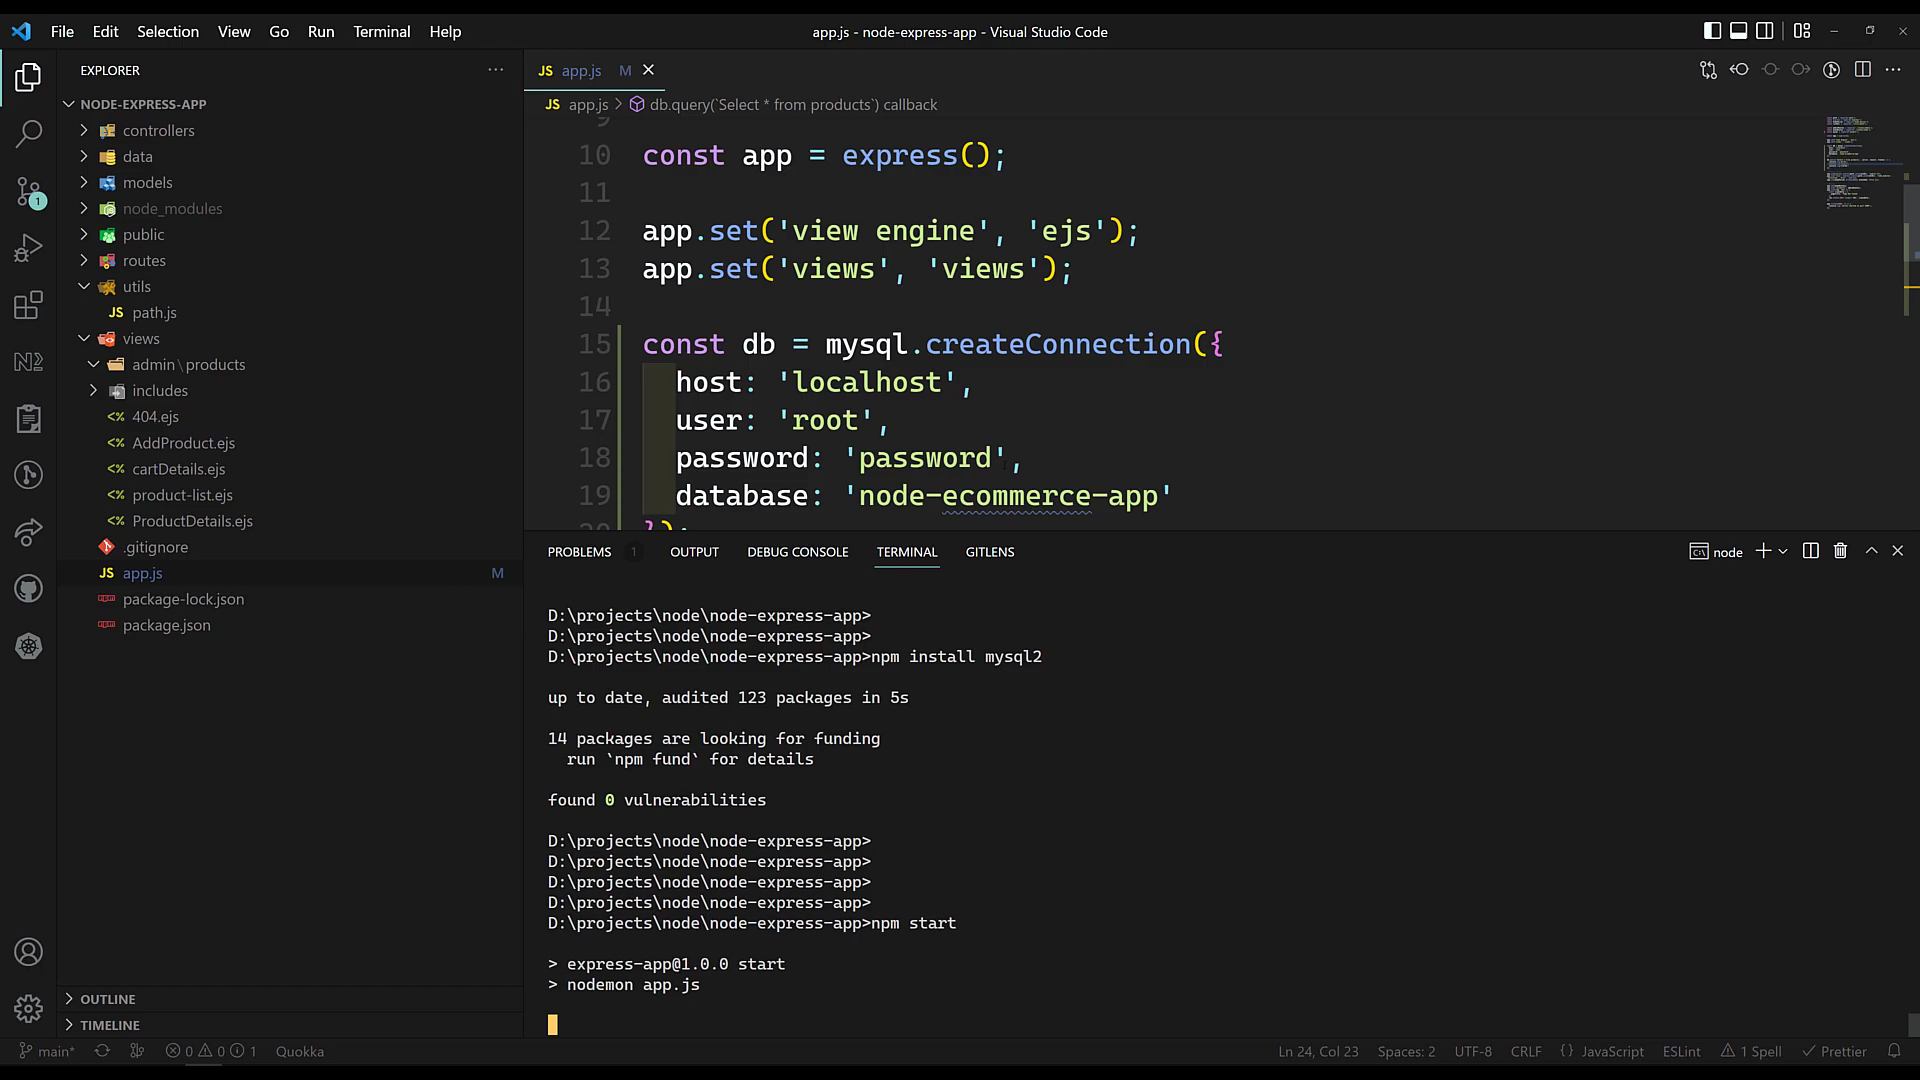 File Edit Selection View Go Run Terminal Help
app.js - node-express-app - Visual Studio Code
EXPLORER
NODE-EXPRESS-APP
controllers
data
models
node_modules
public
routes
utils
JS path.js
views
admin\products
includes
404.ejs
AddProduct.ejs
cartDetails.ejs
product-list.ejs
ProductDetails.ejs
.gitignore
JS app.js M
package-lock.json
package.json
OUTLINE
TIMELINE
1
JS app.js M
JS app.js > db.query(`Select * from products`) callback
9
10 const app = express();
11
12 app.set('view engine', 'ejs');
13 app.set('views', 'views');
14
15 const db = mysql.createConnection({
16 host: 'localhost',
17 user: 'root',
18 password: 'password',
19 database: 'node-ecommerce-app'
20 });
PROBLEMS 1 OUTPUT DEBUG CONSOLE TERMINAL GITLENS
node
D:\projects\node\node-express-app>
D:\projects\node\node-express-app>
D:\projects\node\node-express-app>npm install mysql2
up to date, audited 123 packages in 5s
14 packages are looking for funding
run `npm fund` for details
found 0 vulnerabilities
D:\projects\node\node-express-app>
D:\projects\node\node-express-app>
D:\projects\node\node-express-app>
D:\projects\node\node-express-app>
D:\projects\node\node-express-app>npm start
> express-app@1.0.0 start
> nodemon app.js
main* 0 0 1 Quokka
Ln 24, Col 23 Spaces: 2 UTF-8 CRLF {} JavaScript ESLint 1 Spell Prettier